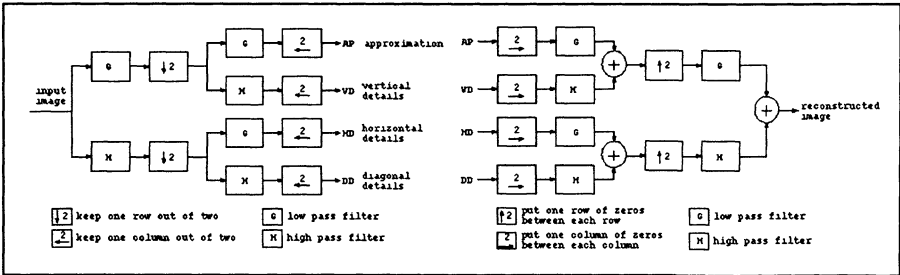 input
image
G
↓2
G
2
←
AP
approximation
H
2
←
VD
vertical
details
H
↓2
G
2
←
HD
horizontal
details
H
2
←
DD
diagonal
details
↓2 keep one row out of two
G low pass filter
2 ← keep one column out of two
H high pass filter
AP
2
→
G
+
↑2
G
VD
2
→
H
+
reconstructed
image
HD
2
→
G
+
↑2
H
DD
2
→
H
↑2 put one row of zeros
between each row
G low pass filter
2 → put one column of zeros
between each column
H high pass filter